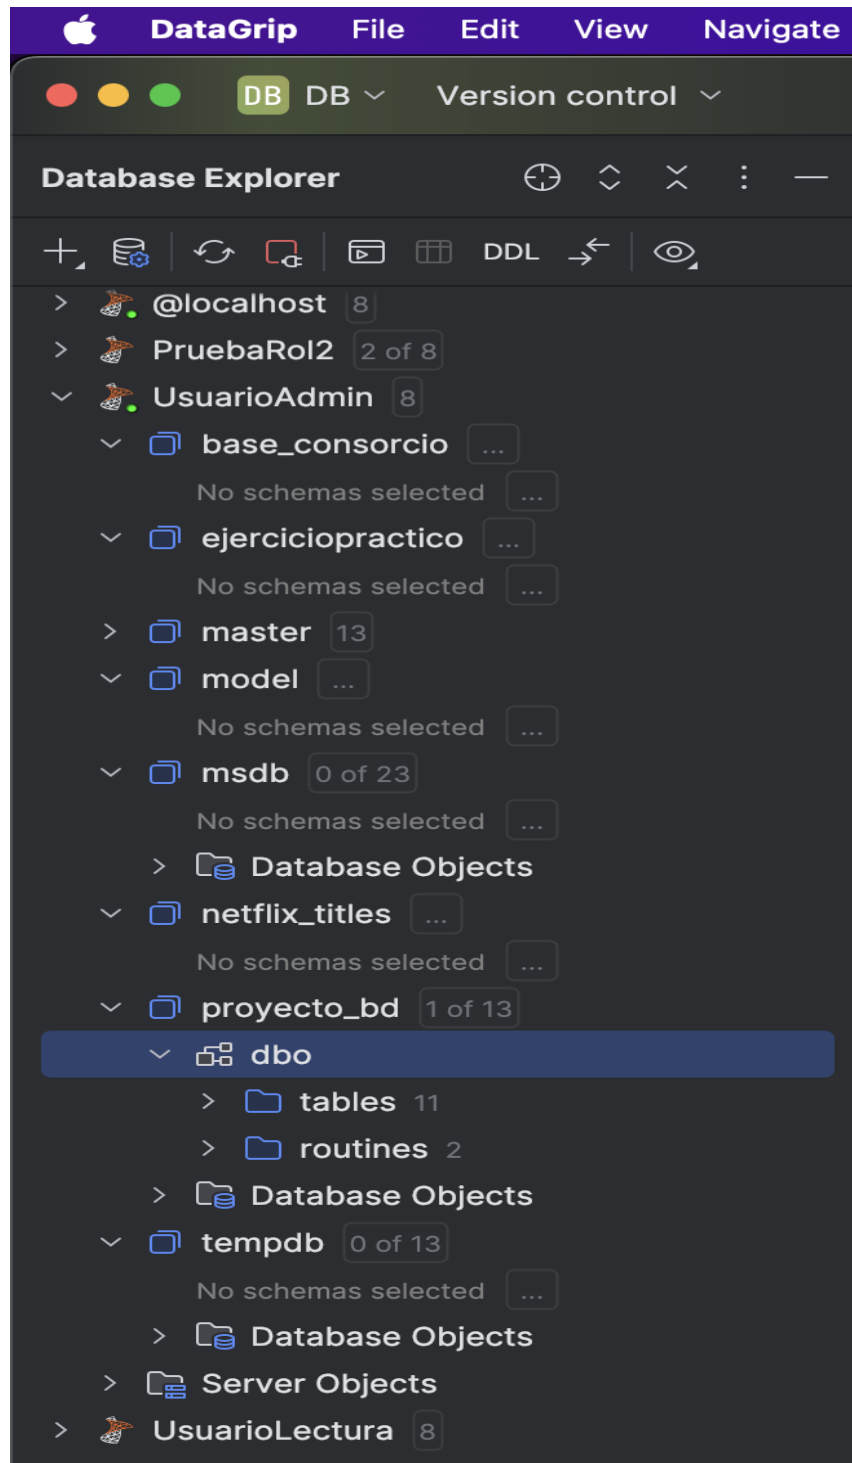 DataGrip File Edit View Navigate
DB DB Version control
Database Explorer
DDL
@localhost 8
PruebaRol2 2 of 8
UsuarioAdmin 8
base_consorcio ...
No schemas selected ...
ejerciciopractico ...
No schemas selected ...
master 13
model ...
No schemas selected ...
msdb 0 of 23
No schemas selected ...
Database Objects
netflix_titles ...
No schemas selected ...
proyecto_bd 1 of 13
dbo
tables 11
routines 2
Database Objects
tempdb 0 of 13
No schemas selected ...
Database Objects
Server Objects
UsuarioLectura 8